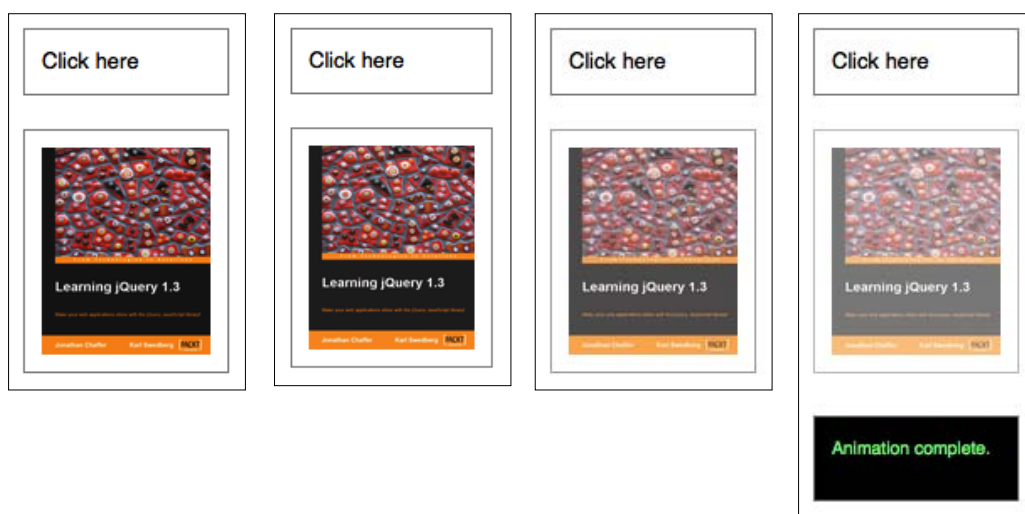 Click here
Learning jQuery 1.3
Jonathan Chaffer Karl Swedberg PACKT
Click here
Learning jQuery 1.3
Jonathan Chaffer Karl Swedberg PACKT
Click here
Learning jQuery 1.3
Jonathan Chaffer Karl Swedberg PACKT
Click here
Learning jQuery 1.3
Jonathan Chaffer Karl Swedberg PACKT
Animation complete.